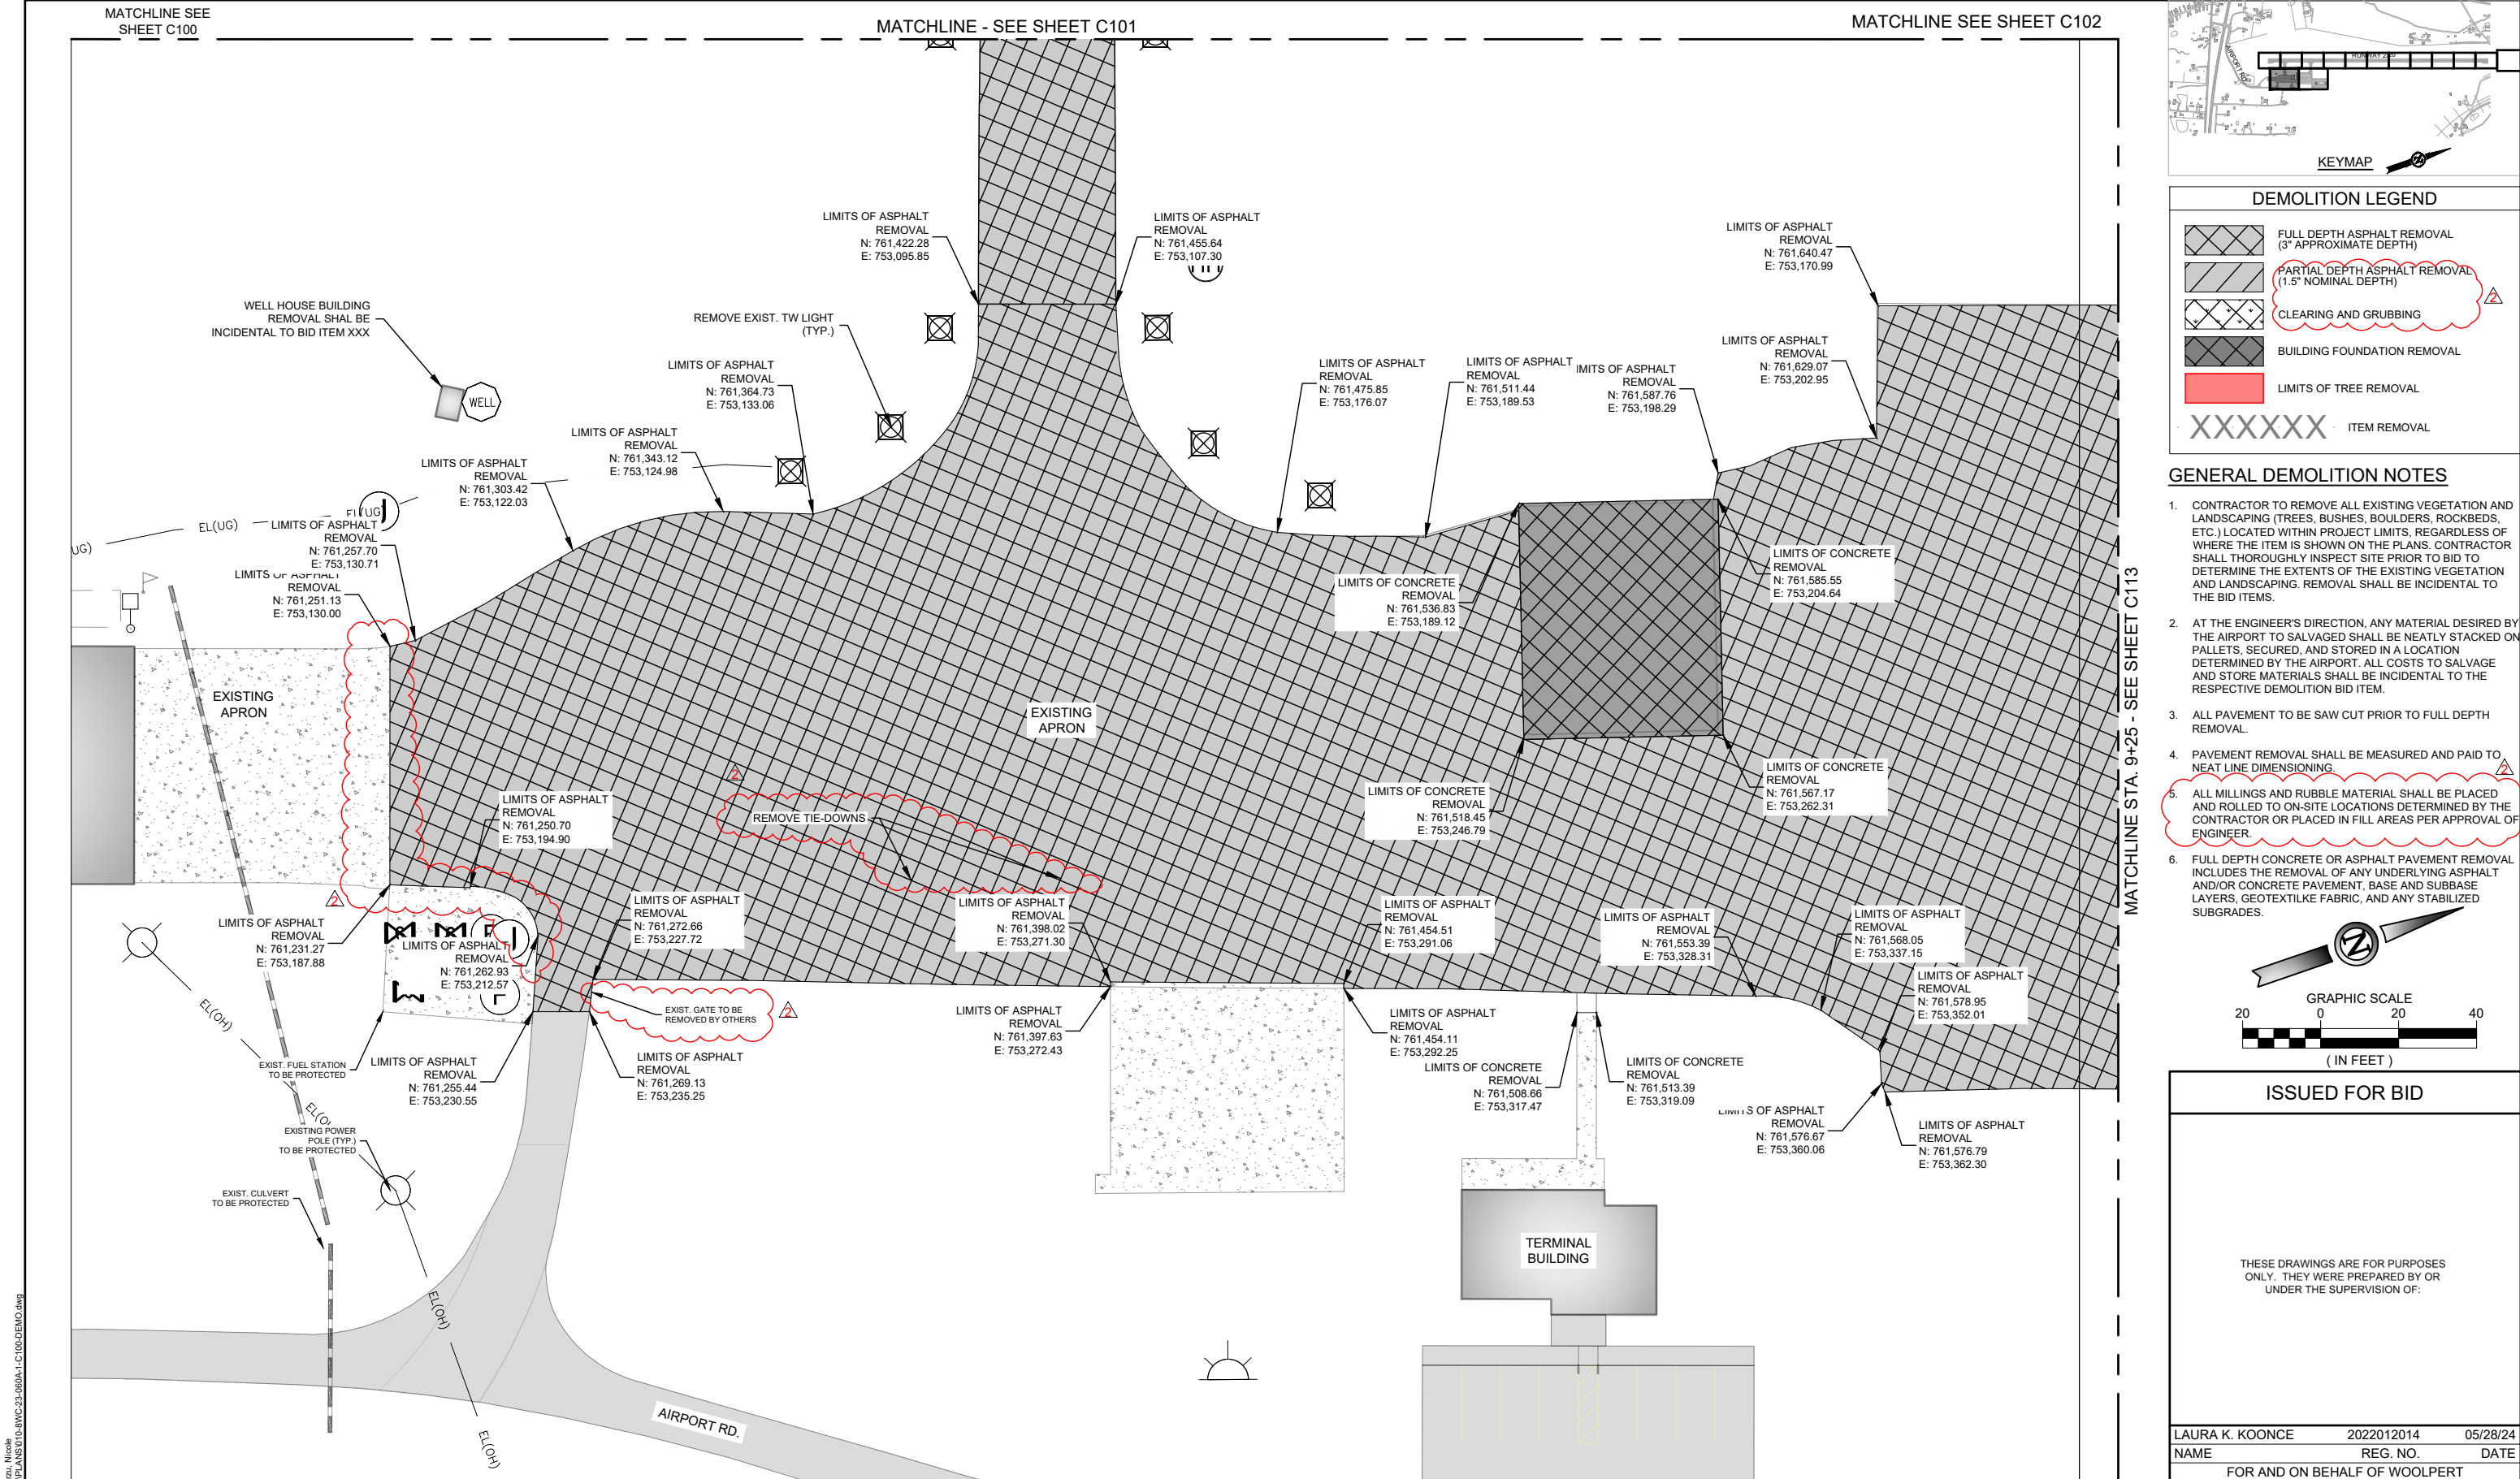 MATCHLINE SEE
SHEET C100
MATCHLINE - SEE SHEET C101
MATCHLINE SEE SHEET C102
LIMITS OF ASPHALT
REMOVAL
N: 761,422.28
E: 753,095.85
LIMITS OF ASPHALT
REMOVAL
N: 761,455.64
E: 753,107.30
LIMITS OF ASPHALT
REMOVAL
N: 761,640.47
E: 753,170.99
WELL HOUSE BUILDING
REMOVAL SHAL BE
INCIDENTAL TO BID ITEM XXX
WELL
REMOVE EXIST. TW LIGHT
(TYP.)
LIMITS OF ASPHALT
REMOVAL
N: 761,364.73
E: 753,133.06
LIMITS OF ASPHALT
REMOVAL
N: 761,475.85
E: 753,176.07
LIMITS OF ASPHALT
REMOVAL
N: 761,511.44
E: 753,189.53
IMITS OF ASPHALT
REMOVAL
N: 761,587.76
E: 753,198.29
LIMITS OF ASPHALT
REMOVAL
N: 761,629.07
E: 753,202.95
LIMITS OF ASPHALT
REMOVAL
N: 761,343.12
E: 753,124.98
LIMITS OF ASPHALT
REMOVAL
N: 761,303.42
E: 753,122.03
UG)
EL(UG)
EL(UG)
J
LIMITS OF ASPHALT
REMOVAL
N: 761,257.70
E: 753,130.71
LIMITS OF ASPHALT
REMOVAL
N: 761,251.13
E: 753,130.00
LIMITS OF CONCRETE
REMOVAL
N: 761,536.83
E: 753,189.12
LIMITS OF CONCRETE
REMOVAL
N: 761,585.55
E: 753,204.64
EXISTING
APRON
EXISTING
APRON
2
REMOVE TIE-DOWNS
LIMITS OF ASPHALT
REMOVAL
N: 761,250.70
E: 753,194.90
LIMITS OF CONCRETE
REMOVAL
N: 761,518.45
E: 753,246.79
LIMITS OF CONCRETE
REMOVAL
N: 761,567.17
E: 753,262.31
2
LIMITS OF ASPHALT
REMOVAL
N: 761,231.27
E: 753,187.88
LIMITS OF ASPHALT
REMOVAL
N: 761,262.93
E: 753,212.57
LIMITS OF ASPHALT
REMOVAL
N: 761,272.66
E: 753,227.72
LIMITS OF ASPHALT
REMOVAL
N: 761,398.02
E: 753,271.30
LIMITS OF ASPHALT
REMOVAL
N: 761,454.51
E: 753,291.06
LIMITS OF ASPHALT
REMOVAL
N: 761,553.39
E: 753,328.31
LIMITS OF ASPHALT
REMOVAL
N: 761,568.05
E: 753,337.15
LIMITS OF ASPHALT
REMOVAL
N: 761,578.95
E: 753,352.01
EXIST. GATE TO BE
REMOVED BY OTHERS
2
LIMITS OF ASPHALT
REMOVAL
N: 761,397.63
E: 753,272.43
LIMITS OF ASPHALT
REMOVAL
N: 761,454.11
E: 753,292.25
EL(OH)
EXIST. FUEL STATION
TO BE PROTECTED
LIMITS OF ASPHALT
REMOVAL
N: 761,255.44
E: 753,230.55
LIMITS OF ASPHALT
REMOVAL
N: 761,269.13
E: 753,235.25
LIMITS OF CONCRETE
REMOVAL
N: 761,508.66
E: 753,317.47
LIMITS OF CONCRETE
REMOVAL
N: 761,513.39
E: 753,319.09
LIMITS OF ASPHALT
REMOVAL
N: 761,576.67
E: 753,360.06
LIMITS OF ASPHALT
REMOVAL
N: 761,576.79
E: 753,362.30
EXISTING POWER
POLE (TYP.)
TO BE PROTECTED
EXIST. CULVERT
TO BE PROTECTED
EL(OH)
EL(OH)
TERMINAL
BUILDING
AIRPORT RD.
MATCHLINE STA. 9+25 - SEE SHEET C113
AIRPORT RD
KEYMAP
DEMOLITION LEGEND
FULL DEPTH ASPHALT REMOVAL
(3" APPROXIMATE DEPTH)
PARTIAL DEPTH ASPHALT REMOVAL
(1.5" NOMINAL DEPTH)
2
CLEARING AND GRUBBING
BUILDING FOUNDATION REMOVAL
LIMITS OF TREE REMOVAL
XXXXXX ITEM REMOVAL
GENERAL DEMOLITION NOTES
1. CONTRACTOR TO REMOVE ALL EXISTING VEGETATION AND
LANDSCAPING (TREES, BUSHES, BOULDERS, ROCKBEDS,
ETC.) LOCATED WITHIN PROJECT LIMITS, REGARDLESS OF
WHERE THE ITEM IS SHOWN ON THE PLANS. CONTRACTOR
SHALL THOROUGHLY INSPECT SITE PRIOR TO BID TO
DETERMINE THE EXTENTS OF THE EXISTING VEGETATION
AND LANDSCAPING. REMOVAL SHALL BE INCIDENTAL TO
THE BID ITEMS.
2. AT THE ENGINEER'S DIRECTION, ANY MATERIAL DESIRED BY
THE AIRPORT TO SALVAGED SHALL BE NEATLY STACKED ON
PALLETS, SECURED, AND STORED IN A LOCATION
DETERMINED BY THE AIRPORT. ALL COSTS TO SALVAGE
AND STORE MATERIALS SHALL BE INCIDENTAL TO THE
RESPECTIVE DEMOLITION BID ITEM.
3. ALL PAVEMENT TO BE SAW CUT PRIOR TO FULL DEPTH
REMOVAL.
4. PAVEMENT REMOVAL SHALL BE MEASURED AND PAID TO
NEAT LINE DIMENSIONING.
2
5. ALL MILLINGS AND RUBBLE MATERIAL SHALL BE PLACED
AND ROLLED TO ON-SITE LOCATIONS DETERMINED BY THE
CONTRACTOR OR PLACED IN FILL AREAS PER APPROVAL OF
ENGINEER.
6. FULL DEPTH CONCRETE OR ASPHALT PAVEMENT REMOVAL
INCLUDES THE REMOVAL OF ANY UNDERLYING ASPHALT
AND/OR CONCRETE PAVEMENT, BASE AND SUBBASE
LAYERS, GEOTEXTILKE FABRIC, AND ANY STABILIZED
SUBGRADES.
N
GRAPHIC SCALE
20 0 20 40
( IN FEET )
ISSUED FOR BID
THESE DRAWINGS ARE FOR PURPOSES
ONLY. THEY WERE PREPARED BY OR
UNDER THE SUPERVISION OF:
LAURA K. KOONCE 2022012014 05/28/24
NAME REG. NO. DATE
FOR AND ON BEHALF OF WOOLPERT